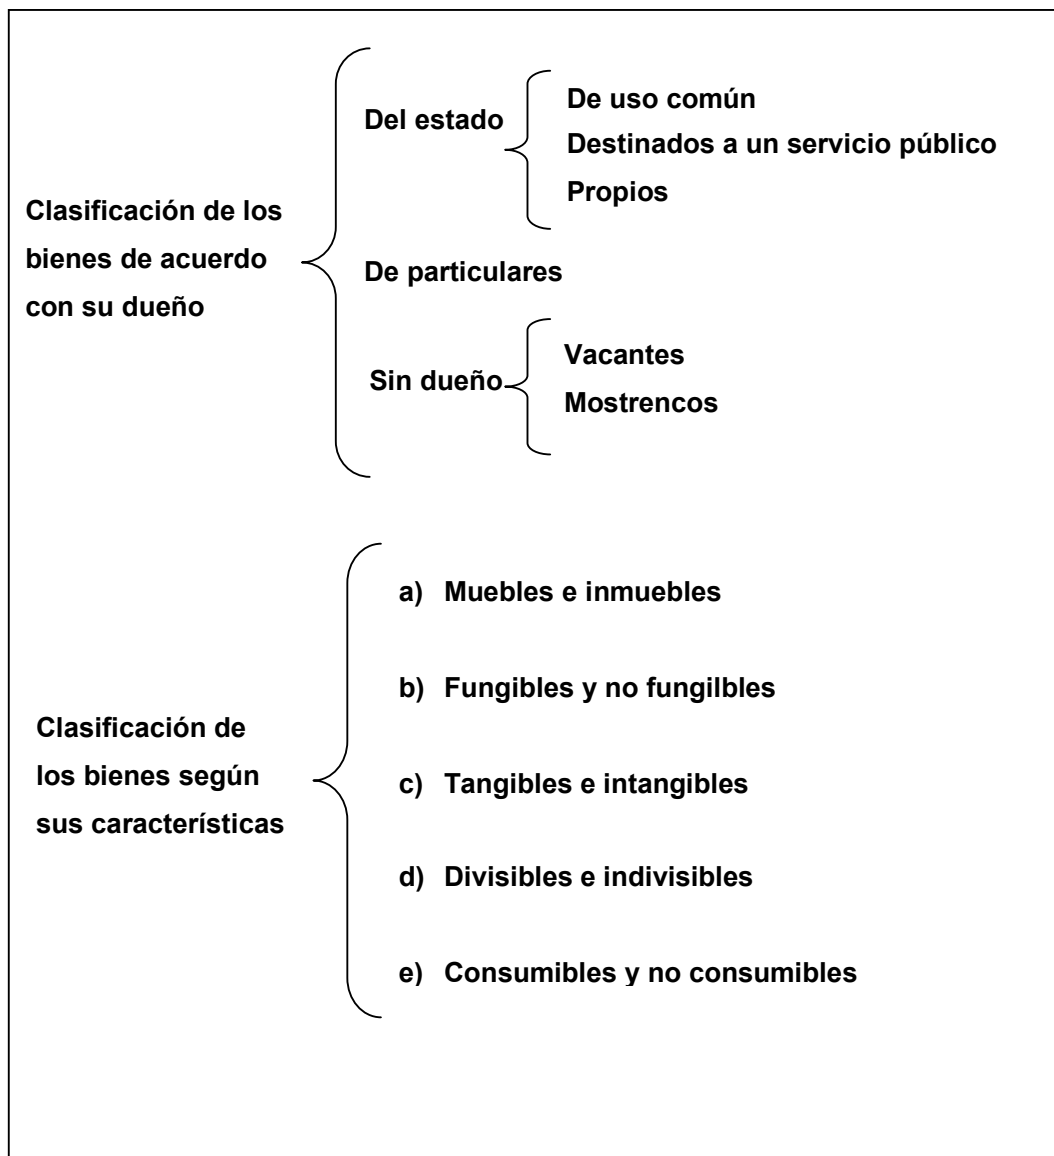 Clasificación de los
bienes de acuerdo
con su dueño
Del estado
De uso común
Destinados a un servicio público
Propios
De particulares
Sin dueño
Vacantes
Mostrencos
Clasificación de
los bienes según
sus características
a) Muebles e inmuebles
b) Fungibles y no fungilbles
c) Tangibles e intangibles
d) Divisibles e indivisibles
e) Consumibles y no consumibles